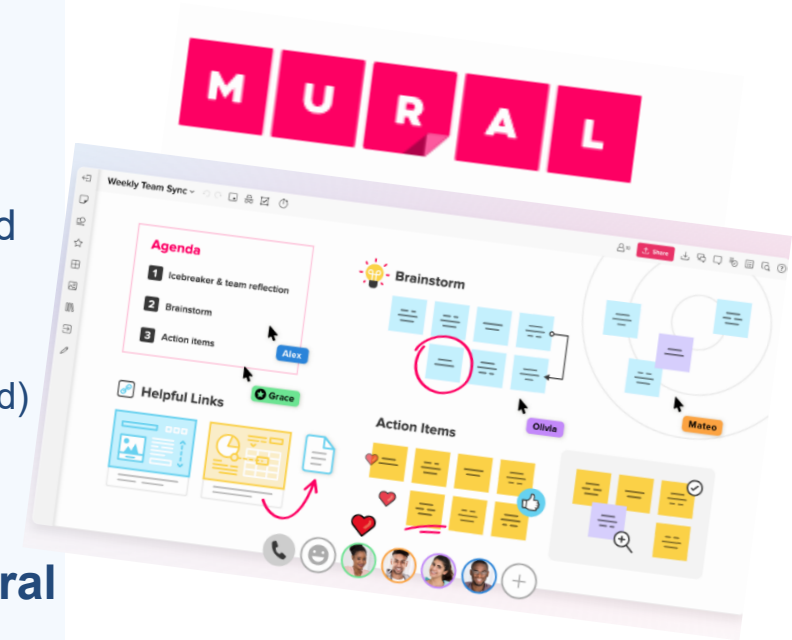 MURAL
d
d)
ral
Weekly Team Sync
Share
Agenda
1 Icebreaker & team reflection
2 Brainstorm
3 Action items
Alex
Grace
Helpful Links
Brainstorm
Olivia
Mateo
Action Items